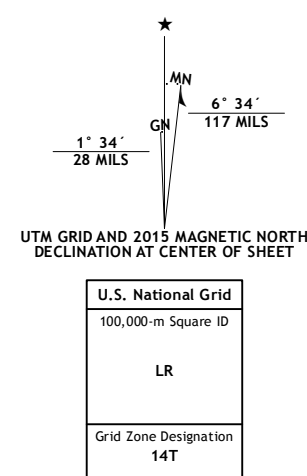 ★
MN
GN
6° 34´
117 MILS
1° 34´
28 MILS
UTM GRID AND 2015 MAGNETIC NORTH
DECLINATION AT CENTER OF SHEET
U.S. National Grid
100,000-m Square ID
LR
Grid Zone Designation
14T